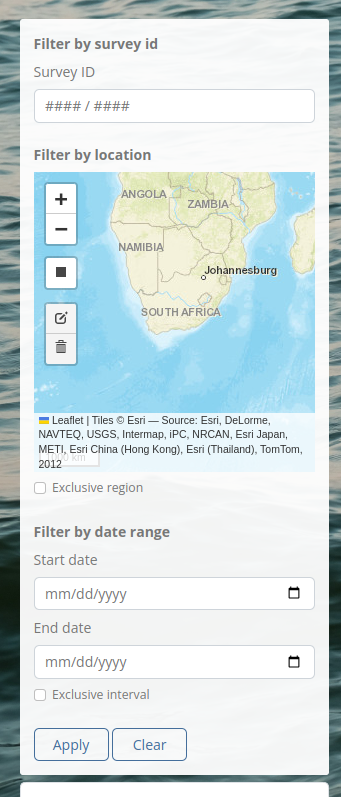 Filter by survey id
Survey ID
#### / ####
Filter by location
+
−
ANGOLA
ZAMBIA
NAMIBIA
Johannesburg
SOUTH AFRICA
Leaflet | Tiles © Esri — Source: Esri, DeLorme,
NAVTEQ, USGS, Intermap, iPC, NRCAN, Esri Japan,
METI, Esri China (Hong Kong), Esri (Thailand), TomTom,
2012
km
Exclusive region
Filter by date range
Start date
mm/dd/yyyy
End date
mm/dd/yyyy
Exclusive interval
Apply
Clear